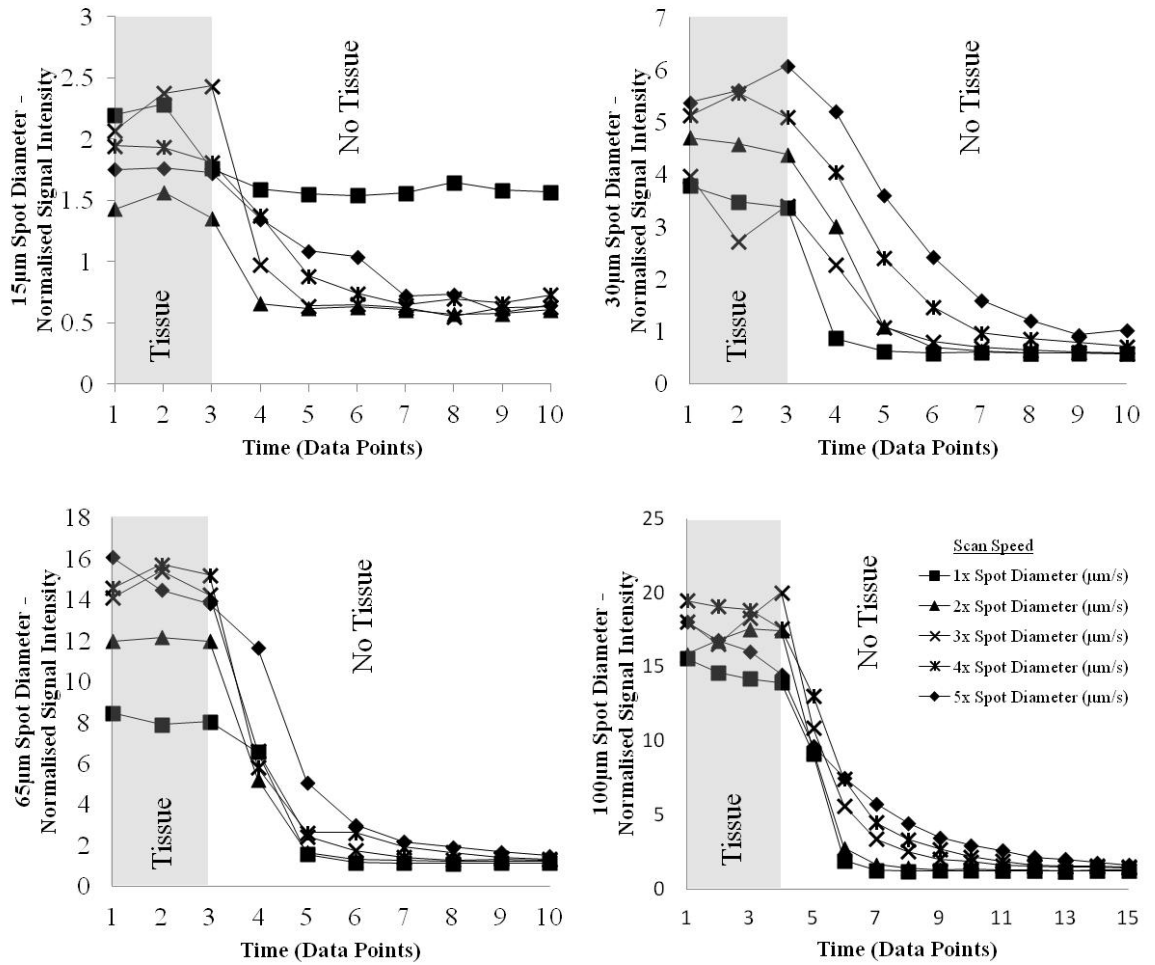 15µm Spot Diameter -
Normalised Signal Intensity
3
2.5
2
1.5
1
0.5
0
Tissue
No Tissue
1 2 3 4 5 6 7 8 9 10
Time (Data Points)
30µm Spot Diameter -
Normalised Signal Intensity
7
6
5
4
3
2
1
0
Tissue
No Tissue
1 2 3 4 5 6 7 8 9 10
Time (Data Points)
65µm Spot Diameter -
Normalised Signal Intensity
18
16
14
12
10
8
6
4
2
0
Tissue
No Tissue
1 2 3 4 5 6 7 8 9 10
Time (Data Points)
100µm Spot Diameter -
Normalised Signal Intensity
25
20
15
10
5
0
Tissue
No Tissue
Scan Speed
1x Spot Diameter (µm/s)
2x Spot Diameter (µm/s)
3x Spot Diameter (µm/s)
4x Spot Diameter (µm/s)
5x Spot Diameter (µm/s)
1 3 5 7 9 11 13 15
Time (Data Points)